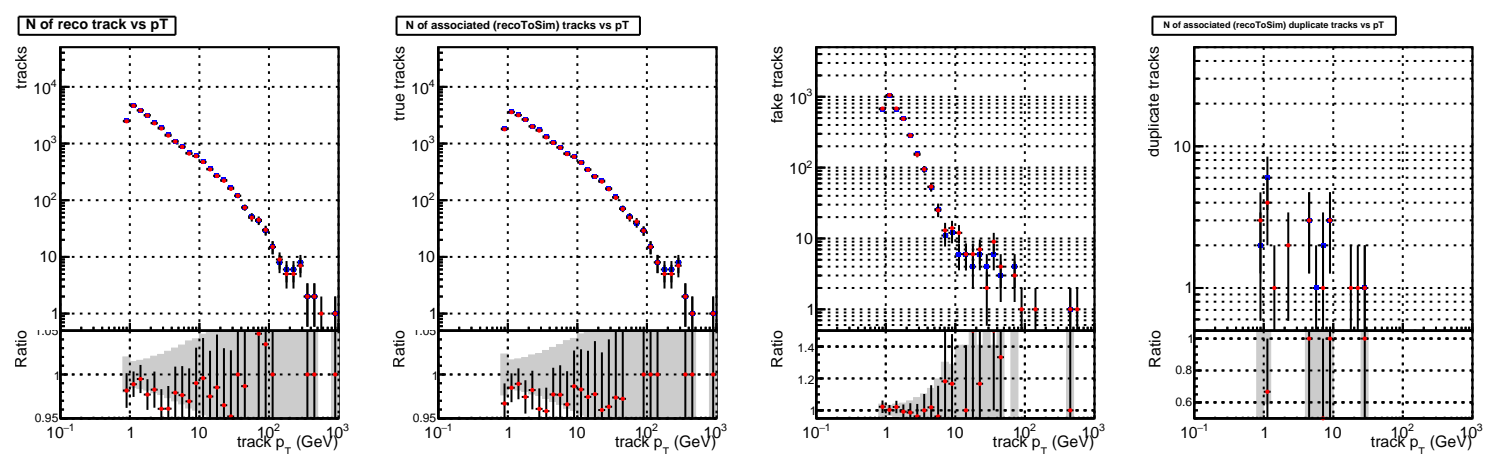 N of reco track vs pT
tracks
10^4
10^3
10^2
10
1
Ratio
1.05
1
0.95
10^−1 1 10 10^2 10^3
track p_T (GeV)
N of associated (recoToSim) tracks vs pT
true tracks
10^4
10^3
10^2
10
1
Ratio
1.05
1
0.95
10^−1 1 10 10^2 10^3
track p_T (GeV)
fake tracks
10^3
10^2
10
1
Ratio
1.4
1.2
1
10^−1 1 10 10^2 10^3
track p_T (GeV)
N of associated (recoToSim) duplicate tracks vs pT
duplicate tracks
10
1
Ratio
1
0.8
0.6
10^−1 1 10 10^2 10^3
track p_T (GeV)